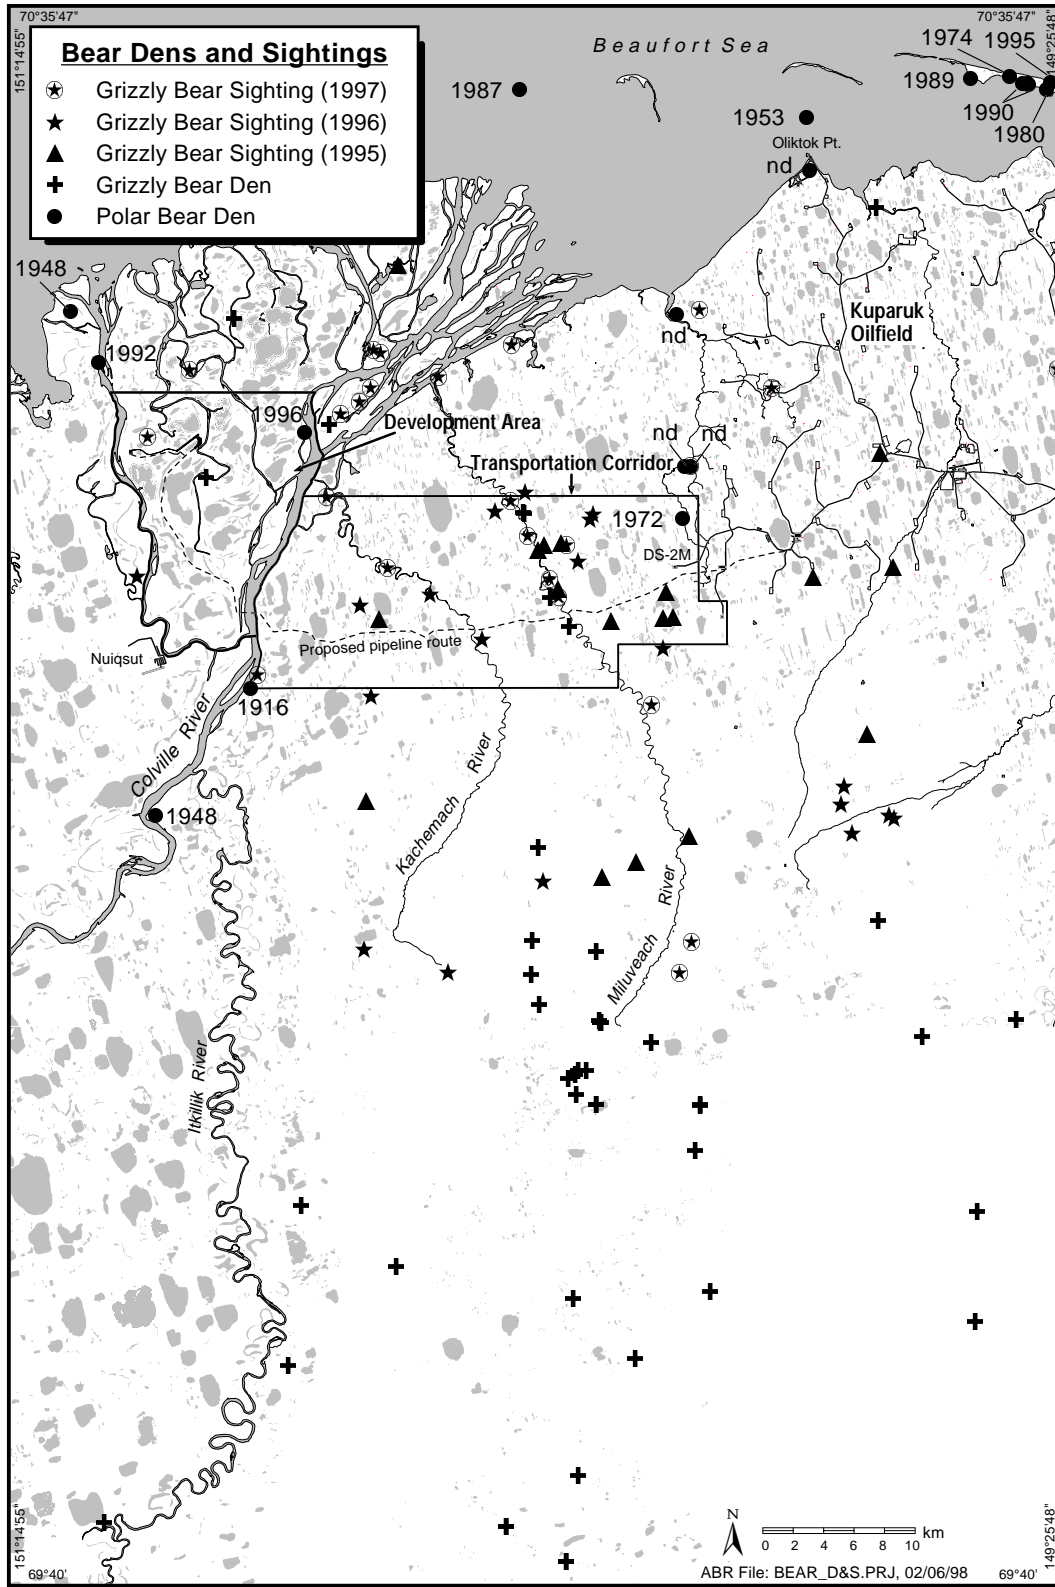 70°35'47"
70°35'47"
151°14'55"
149°25'48"
Bear Dens and Sightings
Grizzly Bear Sighting (1997)
Grizzly Bear Sighting (1996)
Grizzly Bear Sighting (1995)
Grizzly Bear Den
Polar Bear Den
Beaufort Sea
1974
1995
1989
1990
1980
1987
1953
Oliktok Pt.
nd
1948
nd
Kuparuk
Oilfield
1992
1996
Development Area
nd
nd
Transportation Corridor
1972
DS-2M
Proposed pipeline route
Nuiqsut
1916
Colville River
1948
Kachemach
River
Miluveach
River
Itkillik River
N
0 2 4 6 8 10 km
ABR File: BEAR_D&S.PRJ, 02/06/98
151°14'55"
149°25'48"
69°40'
69°40'